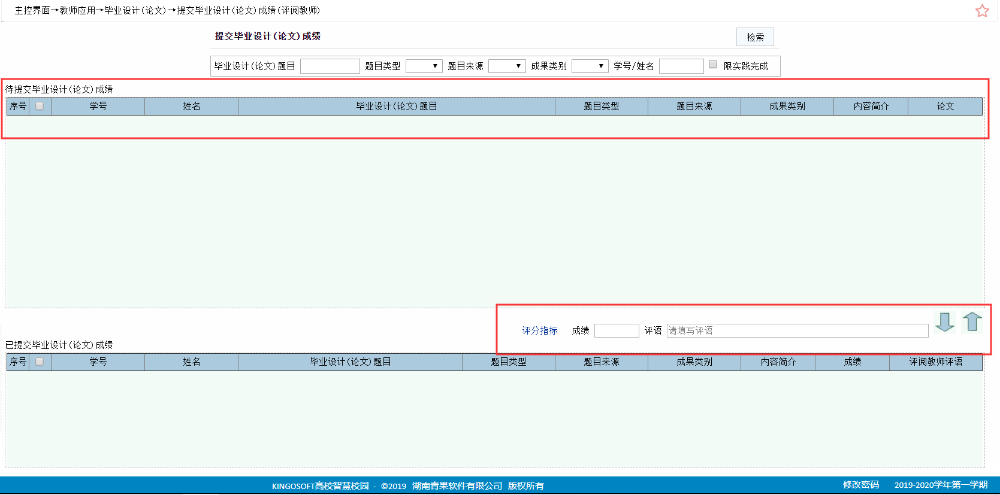 主控界面→教师应用→毕业设计(论文)→提交毕业设计(论文)成绩(评阅教师)
提交毕业设计(论文)成绩 检索
毕业设计(论文)题目 题目类型 题目来源 成果类别 学号/姓名 限实践完成
待提交毕业设计(论文)成绩
序号 学号 姓名 毕业设计(论文)题目 题目类型 题目来源 成果类别 内容简介 论文
评分指标 成绩 评语 请填写评语
已提交毕业设计(论文)成绩
序号 学号 姓名 毕业设计(论文)题目 题目类型 题目来源 成果类别 内容简介 成绩 评阅教师评语
KINGOSOFT高校智慧校园 - ©2019 湖南青果软件有限公司 版权所有 修改密码 2019-2020学年第一学期